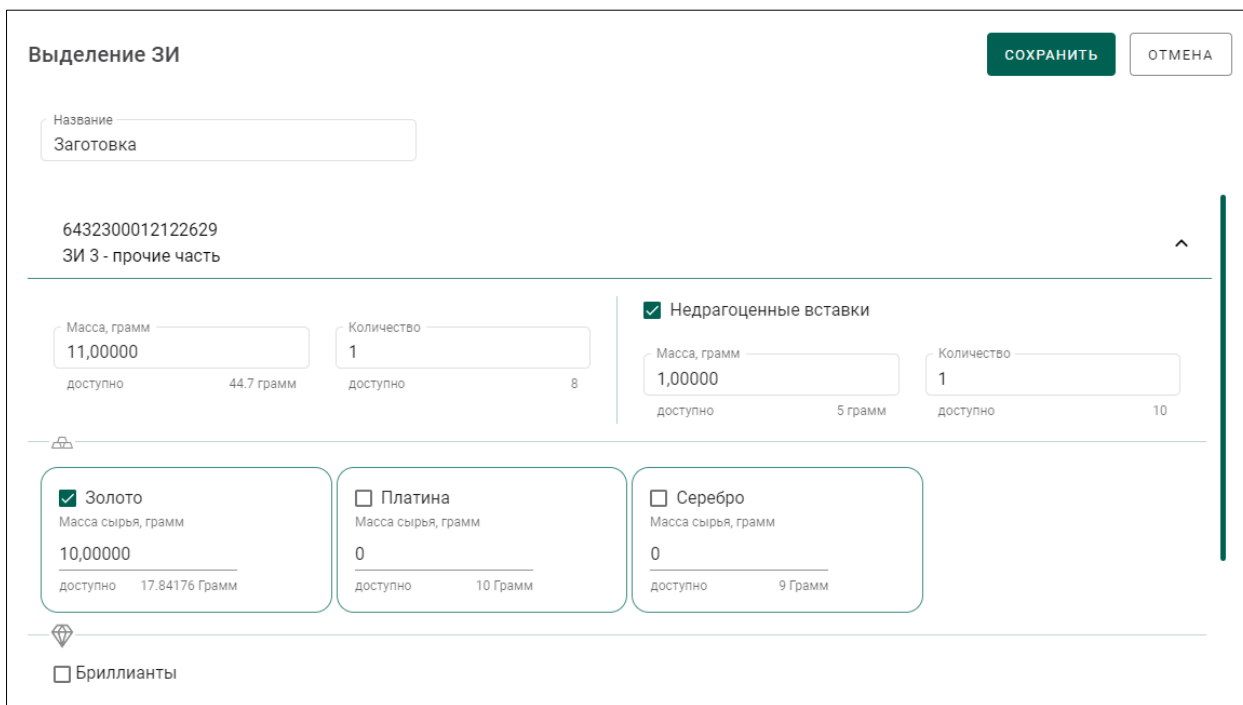 Выделение ЗИ
СОХРАНИТЬ ОТМЕНА
Название
Заготовка
6432300012122629
ЗИ 3 - прочие часть
Масса, грамм Количество
11,00000 1
доступно 44.7 грамм доступно 8
Недрагоценные вставки
Масса, грамм Количество
1,00000 1
доступно 5 грамм доступно 10
Золото Платина Серебро
Масса сырья, грамм Масса сырья, грамм Масса сырья, грамм
10,00000 0 0
доступно 17.84176 Грамм доступно 10 Грамм доступно 9 Грамм
Бриллианты